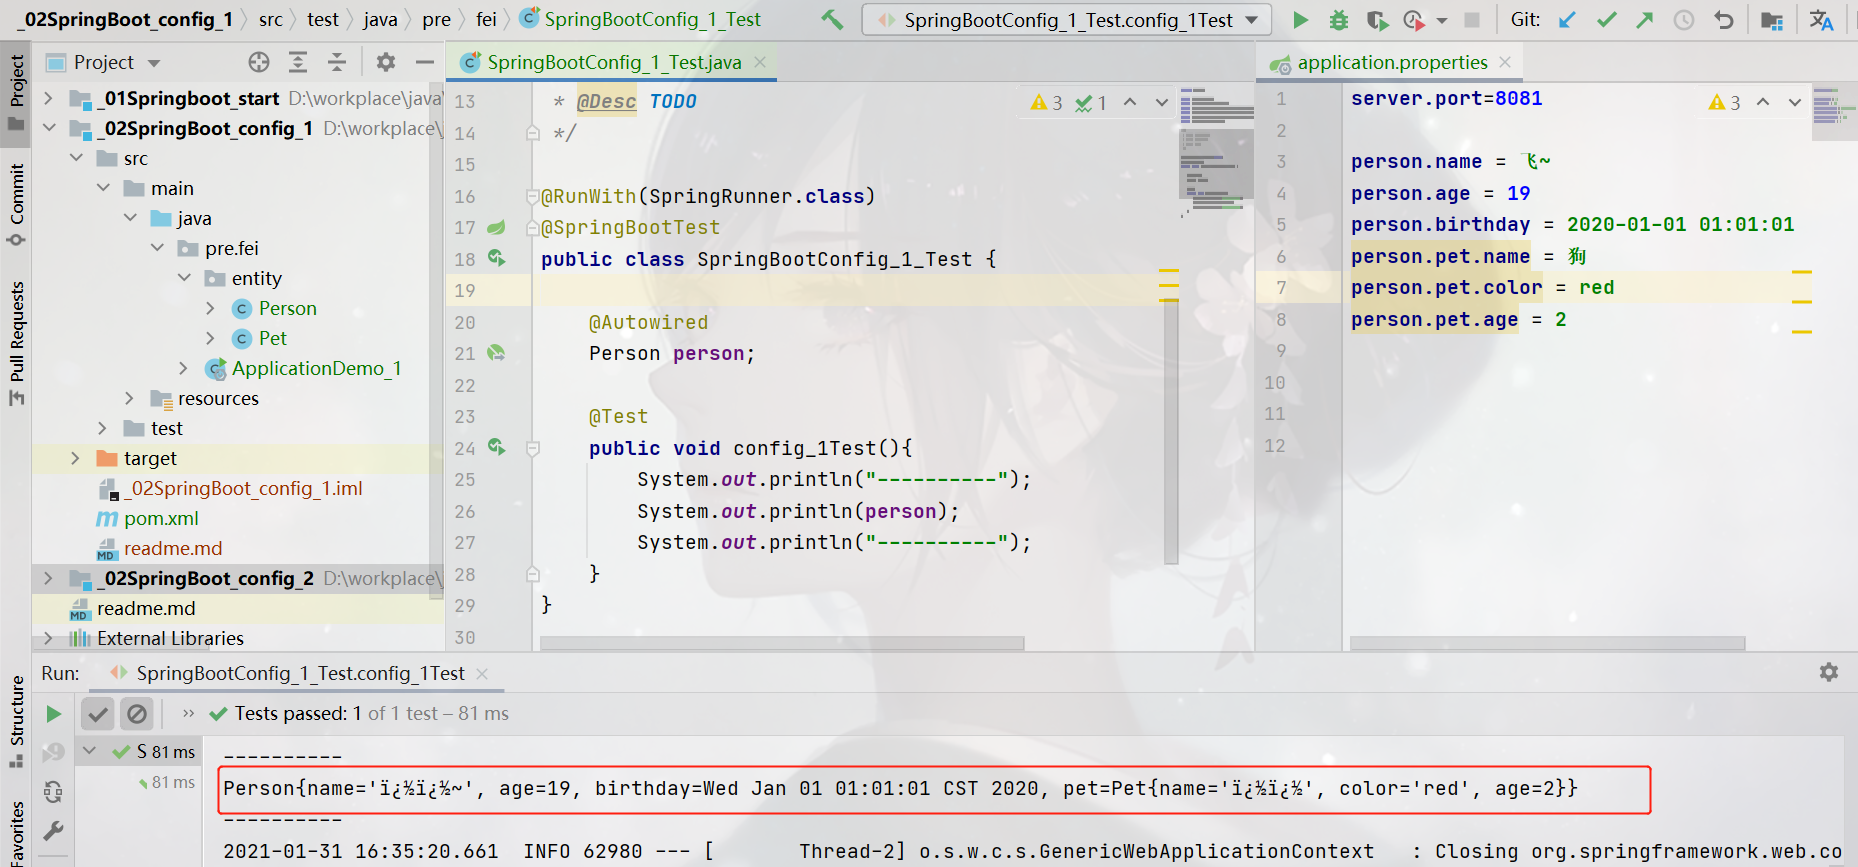 _02SpringBoot_config_1 › src › test › java › pre › fei › SpringBootConfig_1_Test
SpringBootConfig_1_Test.config_1Test
Git:
Project
Commit
Pull Requests
Structure
Favorites
Project
_01Springboot_start D:\workplace\java
_02SpringBoot_config_1 D:\workplace\
src
main
java
pre.fei
entity
Person
Pet
ApplicationDemo_1
resources
test
target
_02SpringBoot_config_1.iml
pom.xml
readme.md
_02SpringBoot_config_2 D:\workplace\
readme.md
External Libraries
SpringBootConfig_1_Test.java
3 1
13 * @Desc TODO
14 */
15
16 @RunWith(SpringRunner.class)
17 @SpringBootTest
18 public class SpringBootConfig_1_Test {
19
20 @Autowired
21 Person person;
22
23 @Test
24 public void config_1Test(){
25 System.out.println("----------");
26 System.out.println(person);
27 System.out.println("----------");
28 }
29 }
30
application.properties
3
1 server.port=8081
2
3 person.name = 飞~
4 person.age = 19
5 person.birthday = 2020-01-01 01:01:01
6 person.pet.name = 狗
7 person.pet.color = red
8 person.pet.age = 2
9
10
11
12
Run: SpringBootConfig_1_Test.config_1Test
Tests passed: 1 of 1 test – 81 ms
S 81 ms
81 ms
----------
Person{name='ï¿½ï¿½~', age=19, birthday=Wed Jan 01 01:01:01 CST 2020, pet=Pet{name='ï¿½ï¿½', color='red', age=2}}
----------
2021-01-31 16:35:20.661 INFO 62980 --- [ Thread-2] o.s.w.c.s.GenericWebApplicationContext : Closing org.springframework.web.co